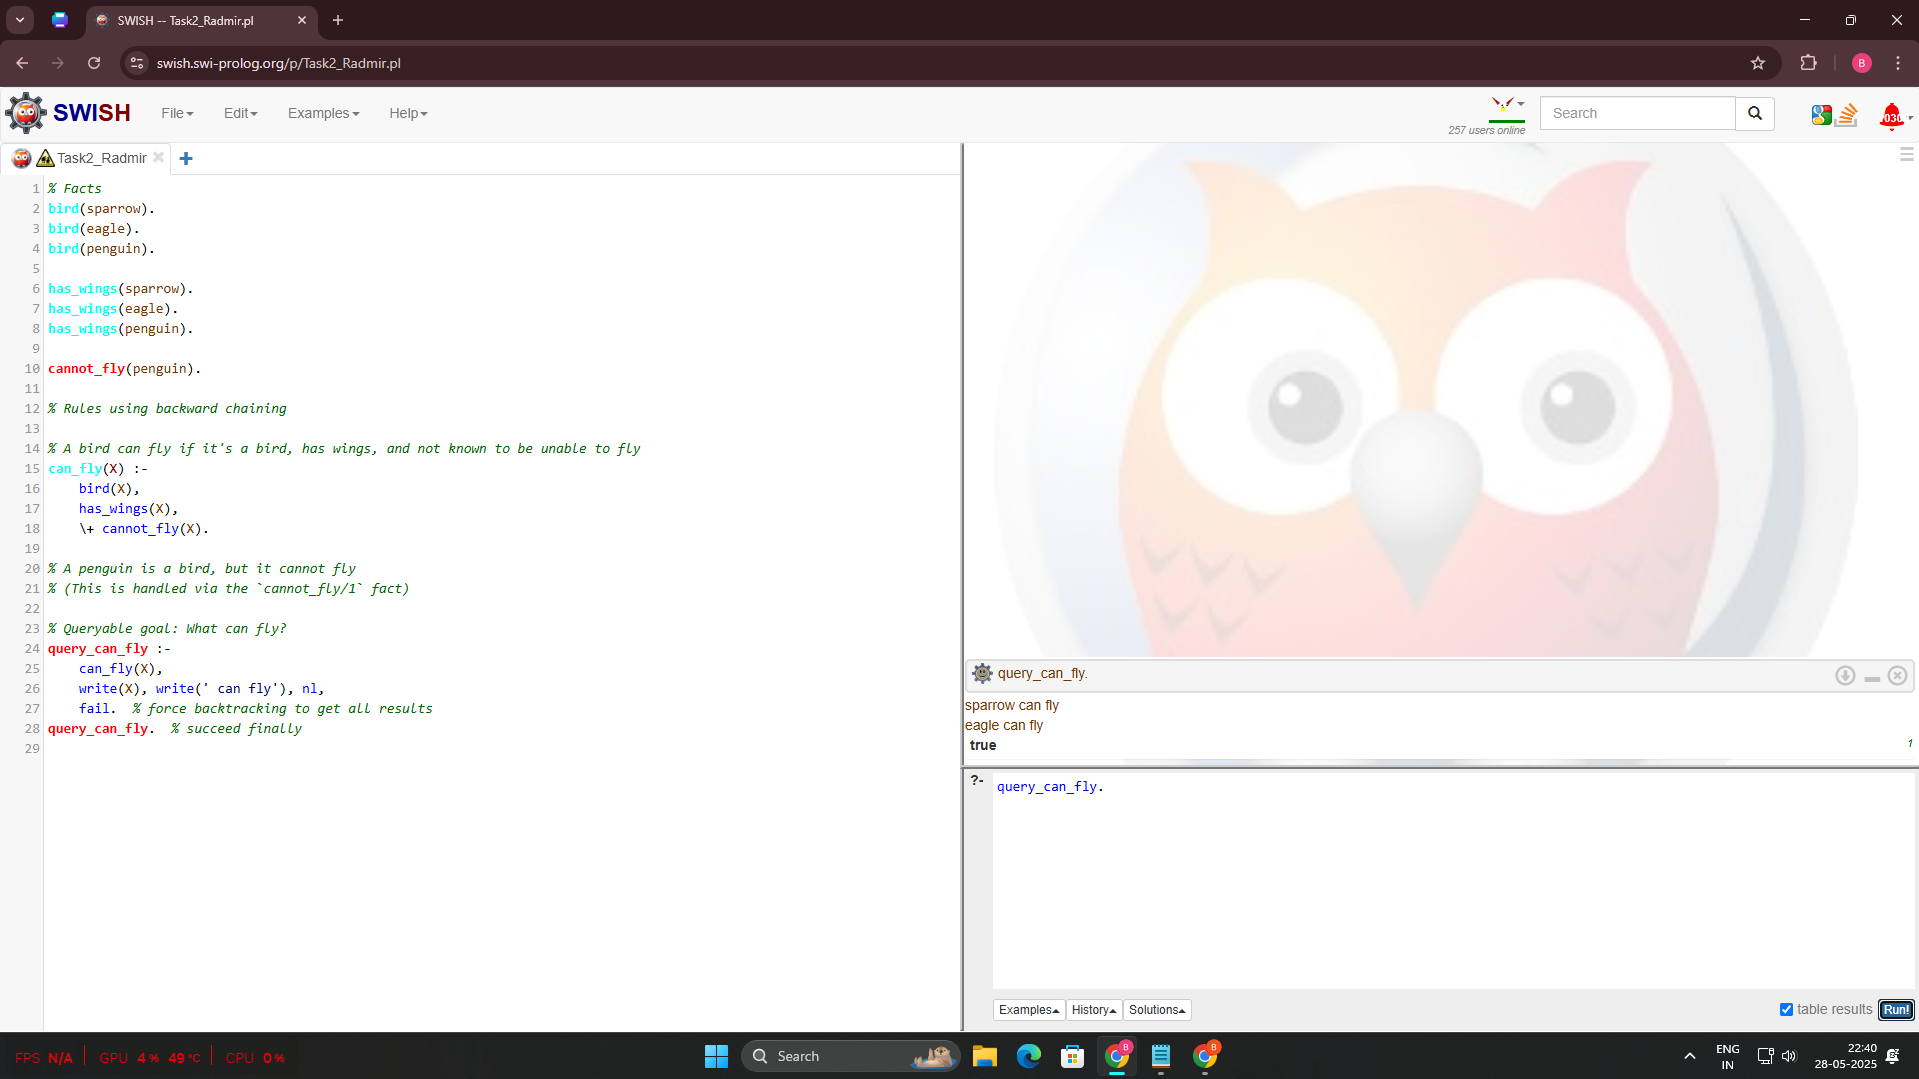 SWISH -- Task2_Radmir.pl
swish.swi-prolog.org/p/Task2_Radmir.pl
B
SWISH
File
Edit
Examples
Help
257 users online
Search
Task2_Radmir
1 % Facts
2 bird(sparrow).
3 bird(eagle).
4 bird(penguin).
5
6 has_wings(sparrow).
7 has_wings(eagle).
8 has_wings(penguin).
9
10 cannot_fly(penguin).
11
12 % Rules using backward chaining
13
14 % A bird can fly if it's a bird, has wings, and not known to be unable to fly
15 can_fly(X) :-
16 bird(X),
17 has_wings(X),
18 \+ cannot_fly(X).
19
20 % A penguin is a bird, but it cannot fly
21 % (This is handled via the `cannot_fly/1` fact)
22
23 % Queryable goal: What can fly?
24 query_can_fly :-
25 can_fly(X),
26 write(X), write(' can fly'), nl,
27 fail. % force backtracking to get all results
28 query_can_fly. % succeed finally
29
query_can_fly.
sparrow can fly
eagle can fly
true
1
?- query_can_fly.
Examples
History
Solutions
table results
Run!
FPS N/A GPU 4 % 49 °C CPU 0 %
Search
B
B
ENG
IN
22:40
28-05-2025